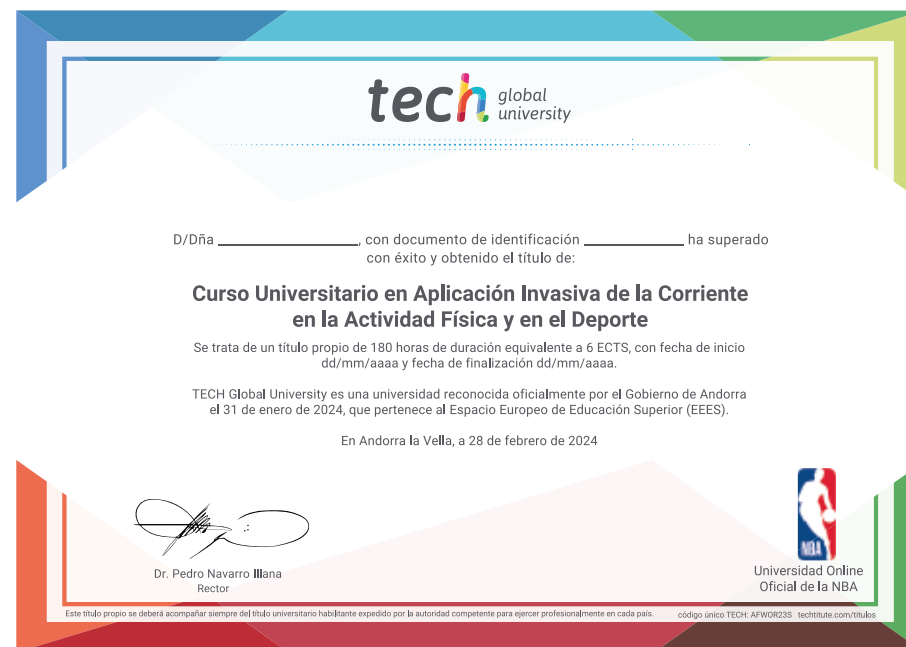 tech global university
D/Dña ____________________, con documento de identificación ______________ ha superado
con éxito y obtenido el título de:
Curso Universitario en Aplicación Invasiva de la Corriente
en la Actividad Física y en el Deporte
Se trata de un título propio de 180 horas de duración equivalente a 6 ECTS, con fecha de inicio
dd/mm/aaaa y fecha de finalización dd/mm/aaaa.
TECH Global University es una universidad reconocida oficialmente por el Gobierno de Andorra
el 31 de enero de 2024, que pertenece al Espacio Europeo de Educación Superior (EEES).
En Andorra la Vella, a 28 de febrero de 2024
Dr. Pedro Navarro Illana
Rector
NBA
Universidad Online
Oficial de la NBA
Este título propio se deberá acompañar siempre del título universitario habilitante expedido por la autoridad competente para ejercer profesionalmente en cada país.
código único TECH: AFWOR23S techtitute.com/titulos